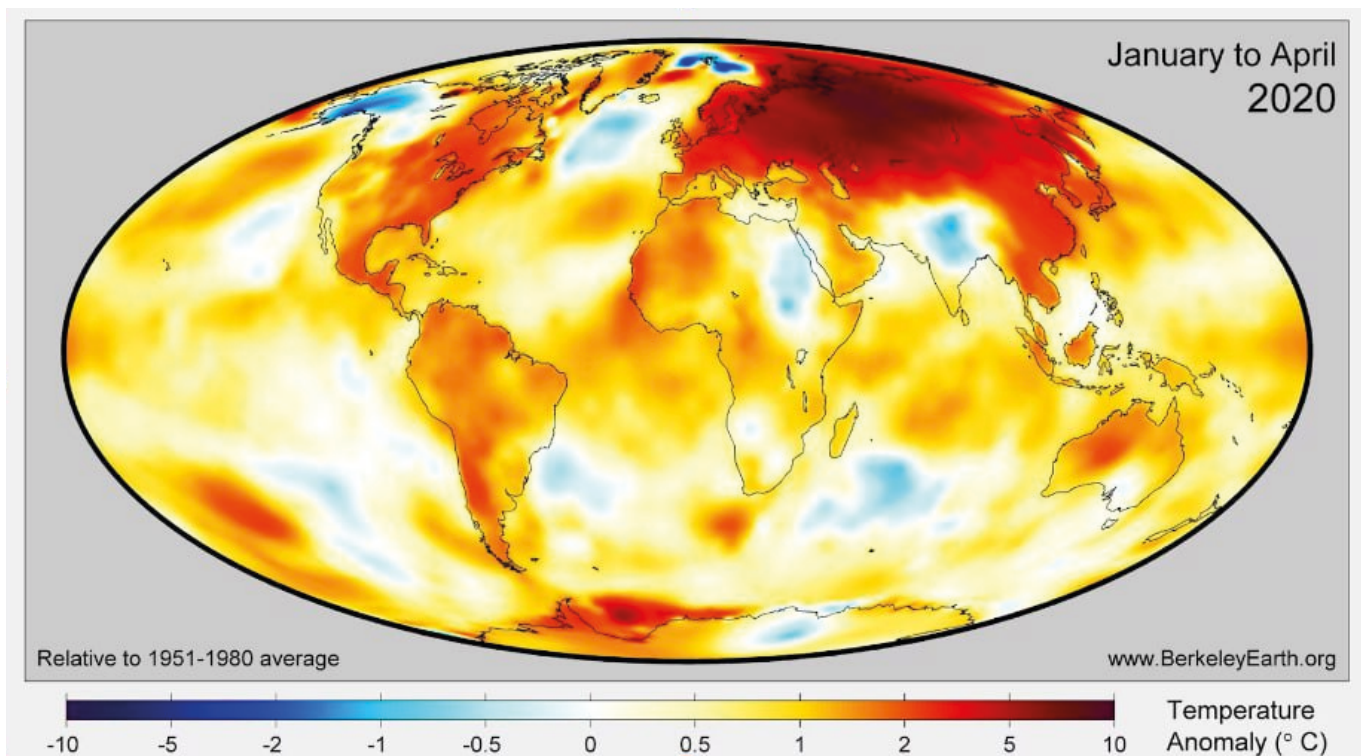 January to April
2020
Relative to 1951-1980 average
www.BerkeleyEarth.org
-10 -5 -2 -1 -0.5 0 0.5 1 2 5 10
Temperature
Anomaly (° C)